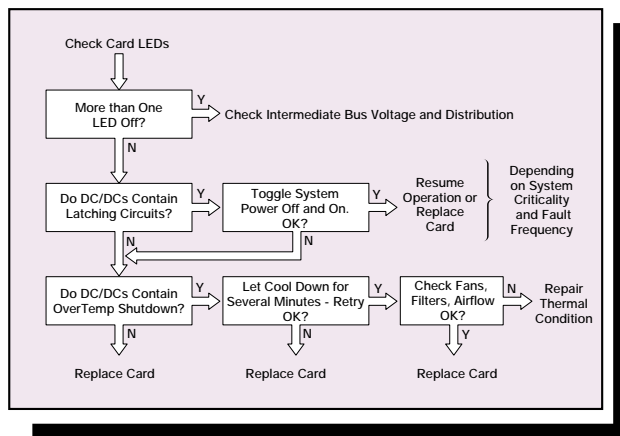 Check Card LEDs
More than One
LED Off?
Y
Check Intermediate Bus Voltage and Distribution
N
Do DC/DCs Contain
Latching Circuits?
Y
Toggle System
Power Off and On.
OK?
Y
Resume
Operation or
Replace
Card
Depending
on System
Criticality
and Fault
Frequency
N
N
Do DC/DCs Contain
OverTemp Shutdown?
Y
Let Cool Down for
Several Minutes - Retry
OK?
Y
Check Fans,
Filters, Airflow
OK?
N
Repair
Thermal
Condition
N
N
Y
Replace Card
Replace Card
Replace Card